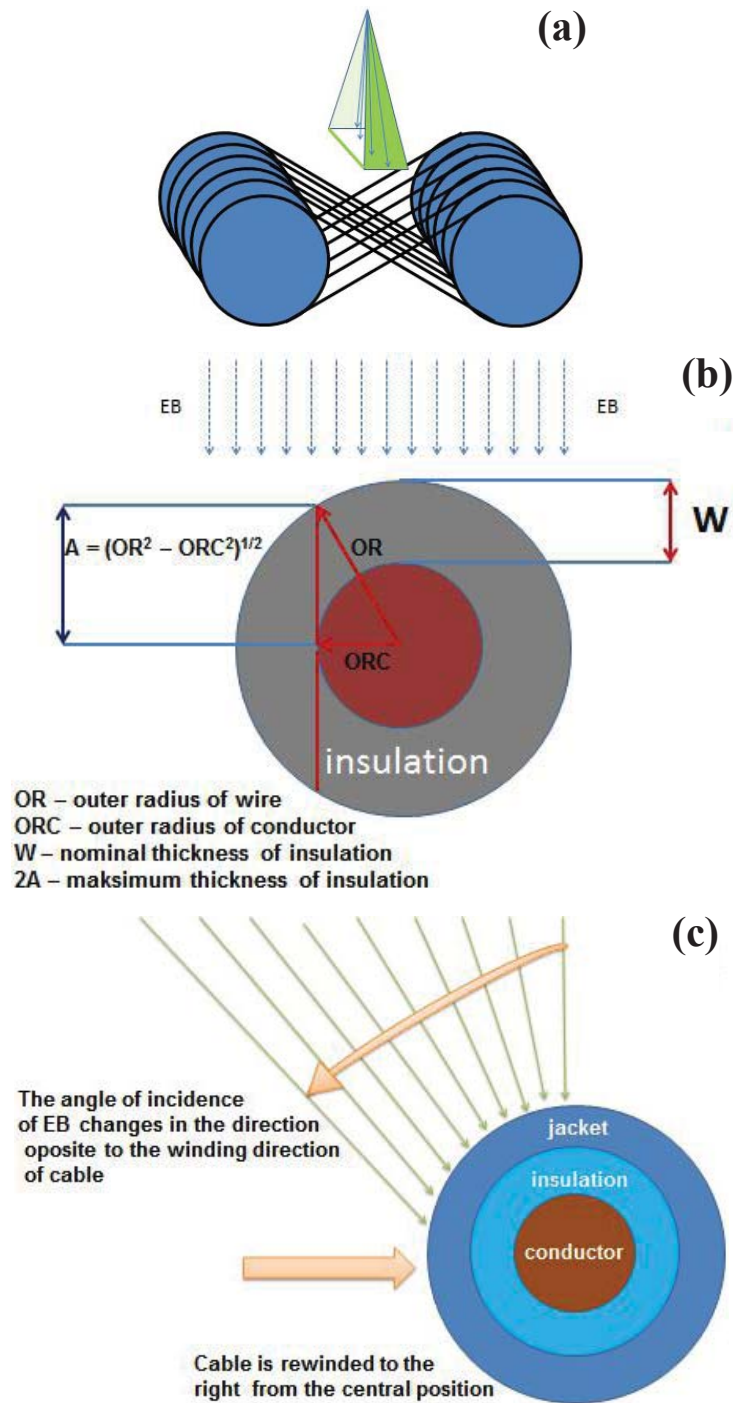 (a)
(b)
EB
EB
W
A = (OR² – ORC²)¹/²
OR
ORC
insulation
OR – outer radius of wire
ORC – outer radius of conductor
W – nominal thickness of insulation
2A – maksimum thickness of insulation
(c)
The angle of incidence
of EB changes in the direction
oposite to the winding direction
of cable
jacket
insulation
conductor
Cable is rewinded to the
right from the central position